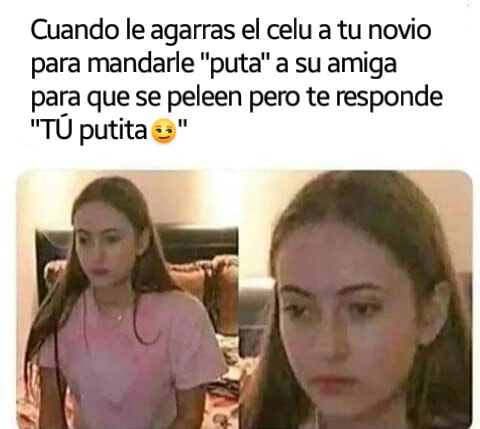 Cuando le agarras el celu a tu novio
para mandarle "puta" a su amiga
para que se peleen pero te responde
"TÚ putita😏"